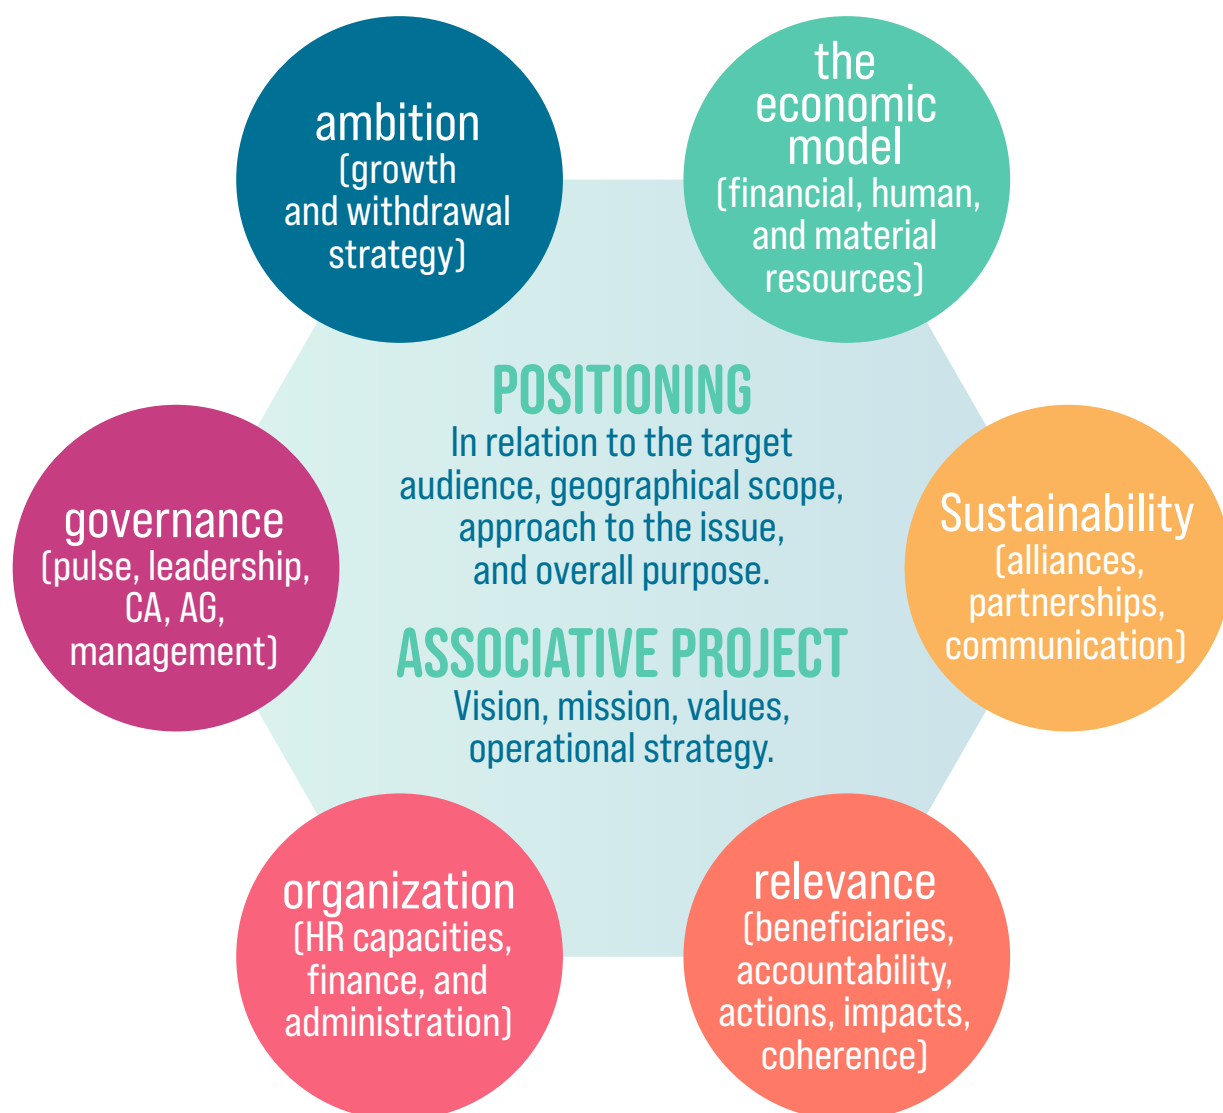 ambition
(growth
and withdrawal
strategy)
the
economic
model
(financial, human,
and material
resources)
POSITIONING
In relation to the target
audience, geographical scope,
approach to the issue,
and overall purpose.
governance
(pulse, leadership,
CA, AG,
management)
Sustainability
(alliances,
partnerships,
communication)
ASSOCIATIVE PROJECT
Vision, mission, values,
operational strategy.
organization
(HR capacities,
finance, and
administration)
relevance
(beneficiaries,
accountability,
actions, impacts,
coherence)